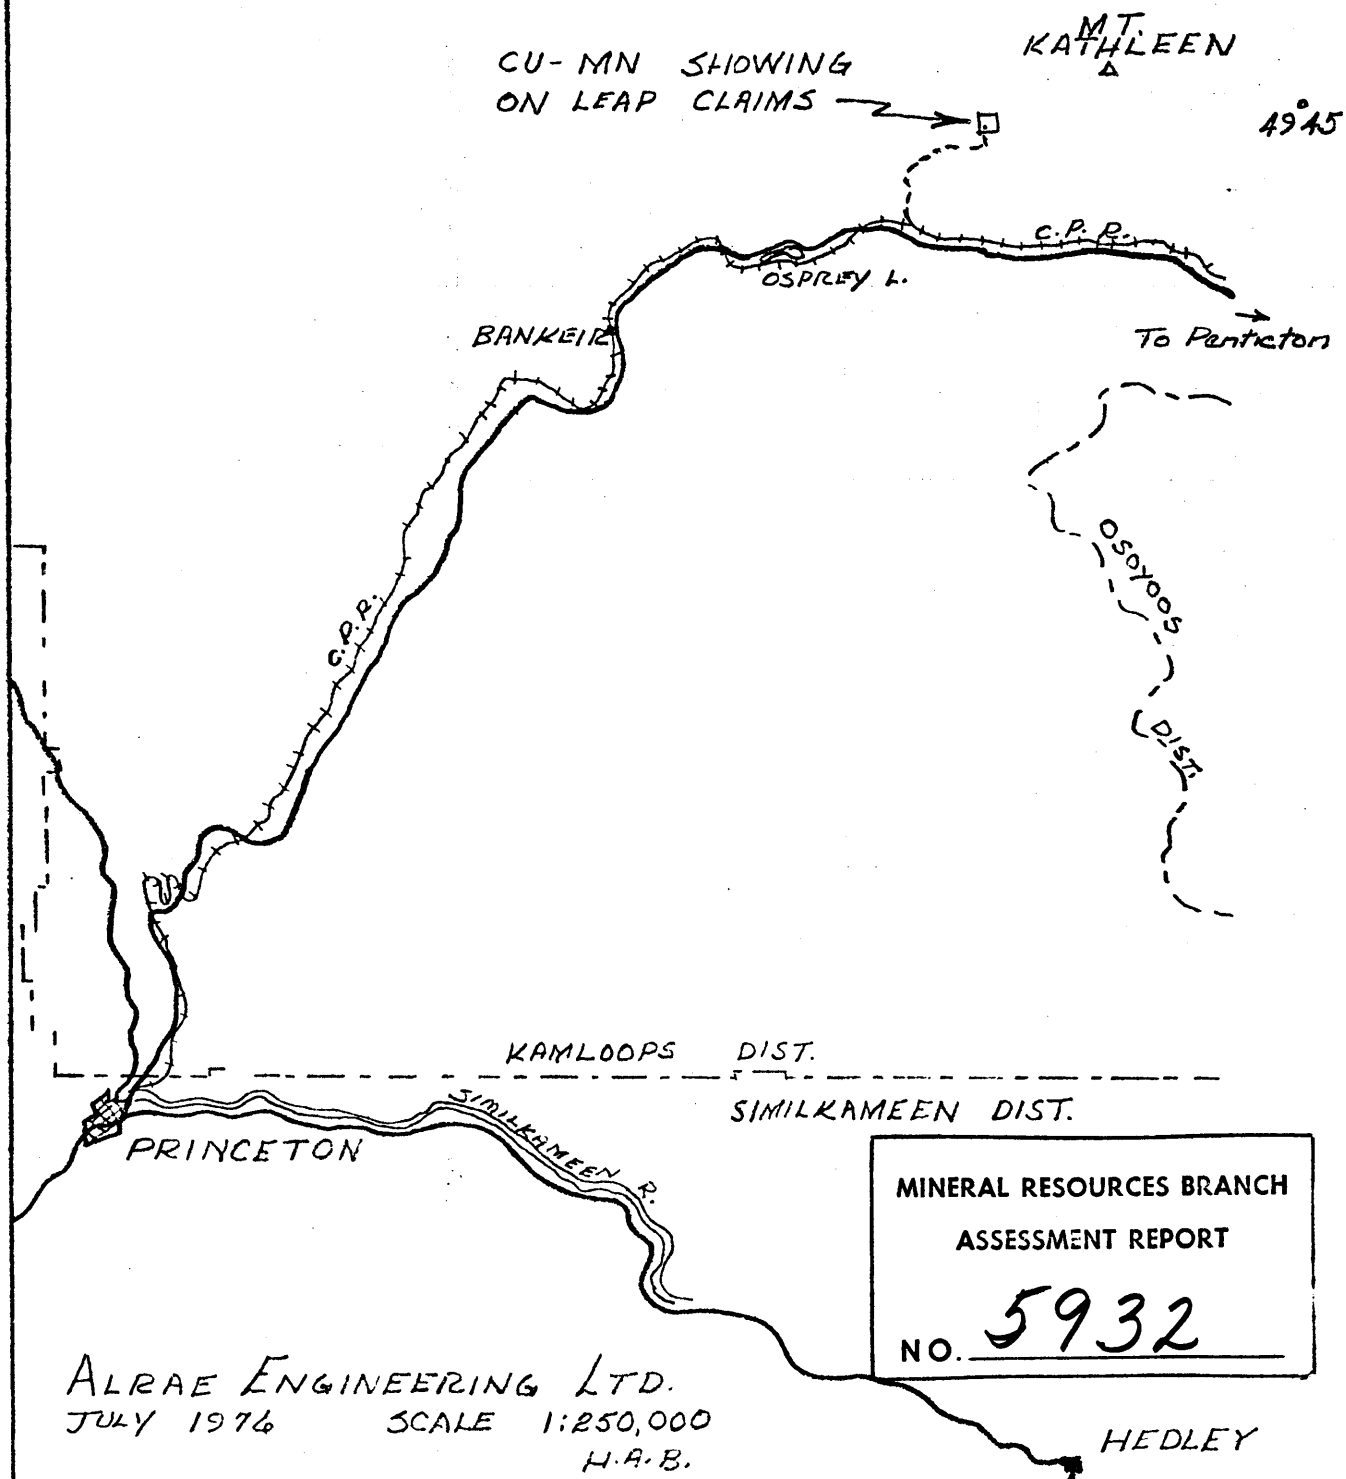 MT.
KATHLEEN
CU-MN SHOWING
ON LEAP CLAIMS
49°45
C.P.R.
OSPREY L.
BANKEIR
To Penticton
OSOYOOS
DIST.
C.P.R.
KAMLOOPS DIST.
SIMILKAMEEN DIST.
SIMILKAMEEN R.
PRINCETON
MINERAL RESOURCES BRANCH
ASSESSMENT REPORT
NO. 5932
ALRAE ENGINEERING LTD.
JULY 1976 SCALE 1:250,000
H.A.B.
HEDLEY